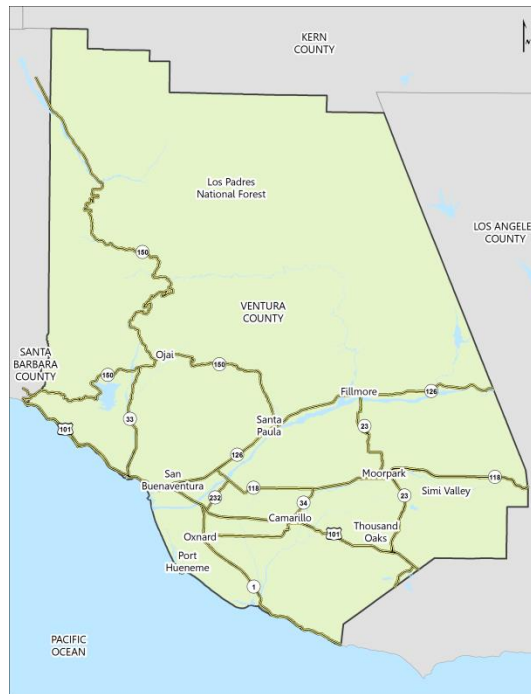 KERN
COUNTY
N
Los Padres
National Forest
LOS ANGELE
COUNTY
150
VENTURA
COUNTY
SANTA
BARBARA
COUNTY
Ojai
150
150
Fillmore
126
101
33
Santa
Paula
23
126
San
Buenaventura
Moorpark
118
118
232
34
23
Simi Valley
Camarillo
Thousand
Oaks
101
Oxnard
Port
Hueneme
1
PACIFIC
OCEAN